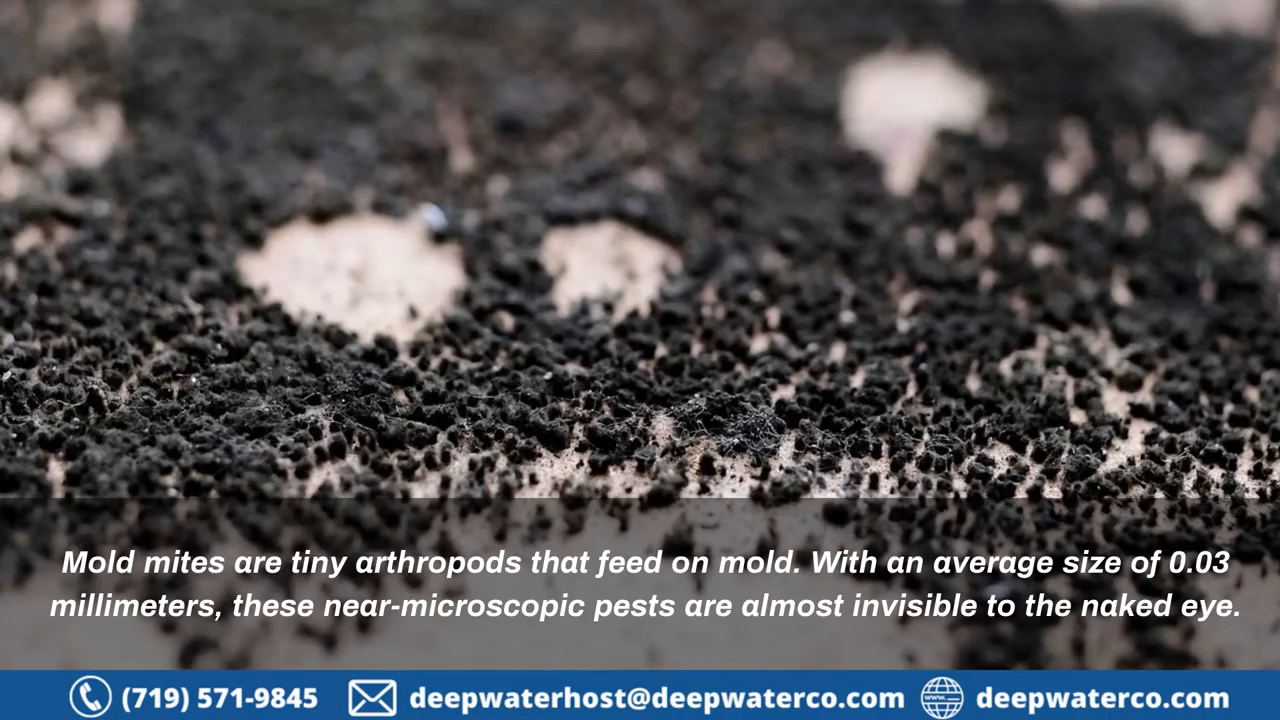 Mold mites are tiny arthropods that feed on mold. With an average size of 0.03
millimeters, these near-microscopic pests are almost invisible to the naked eye.
(719) 571-9845 deepwaterhost@deepwaterco.com deepwaterco.com